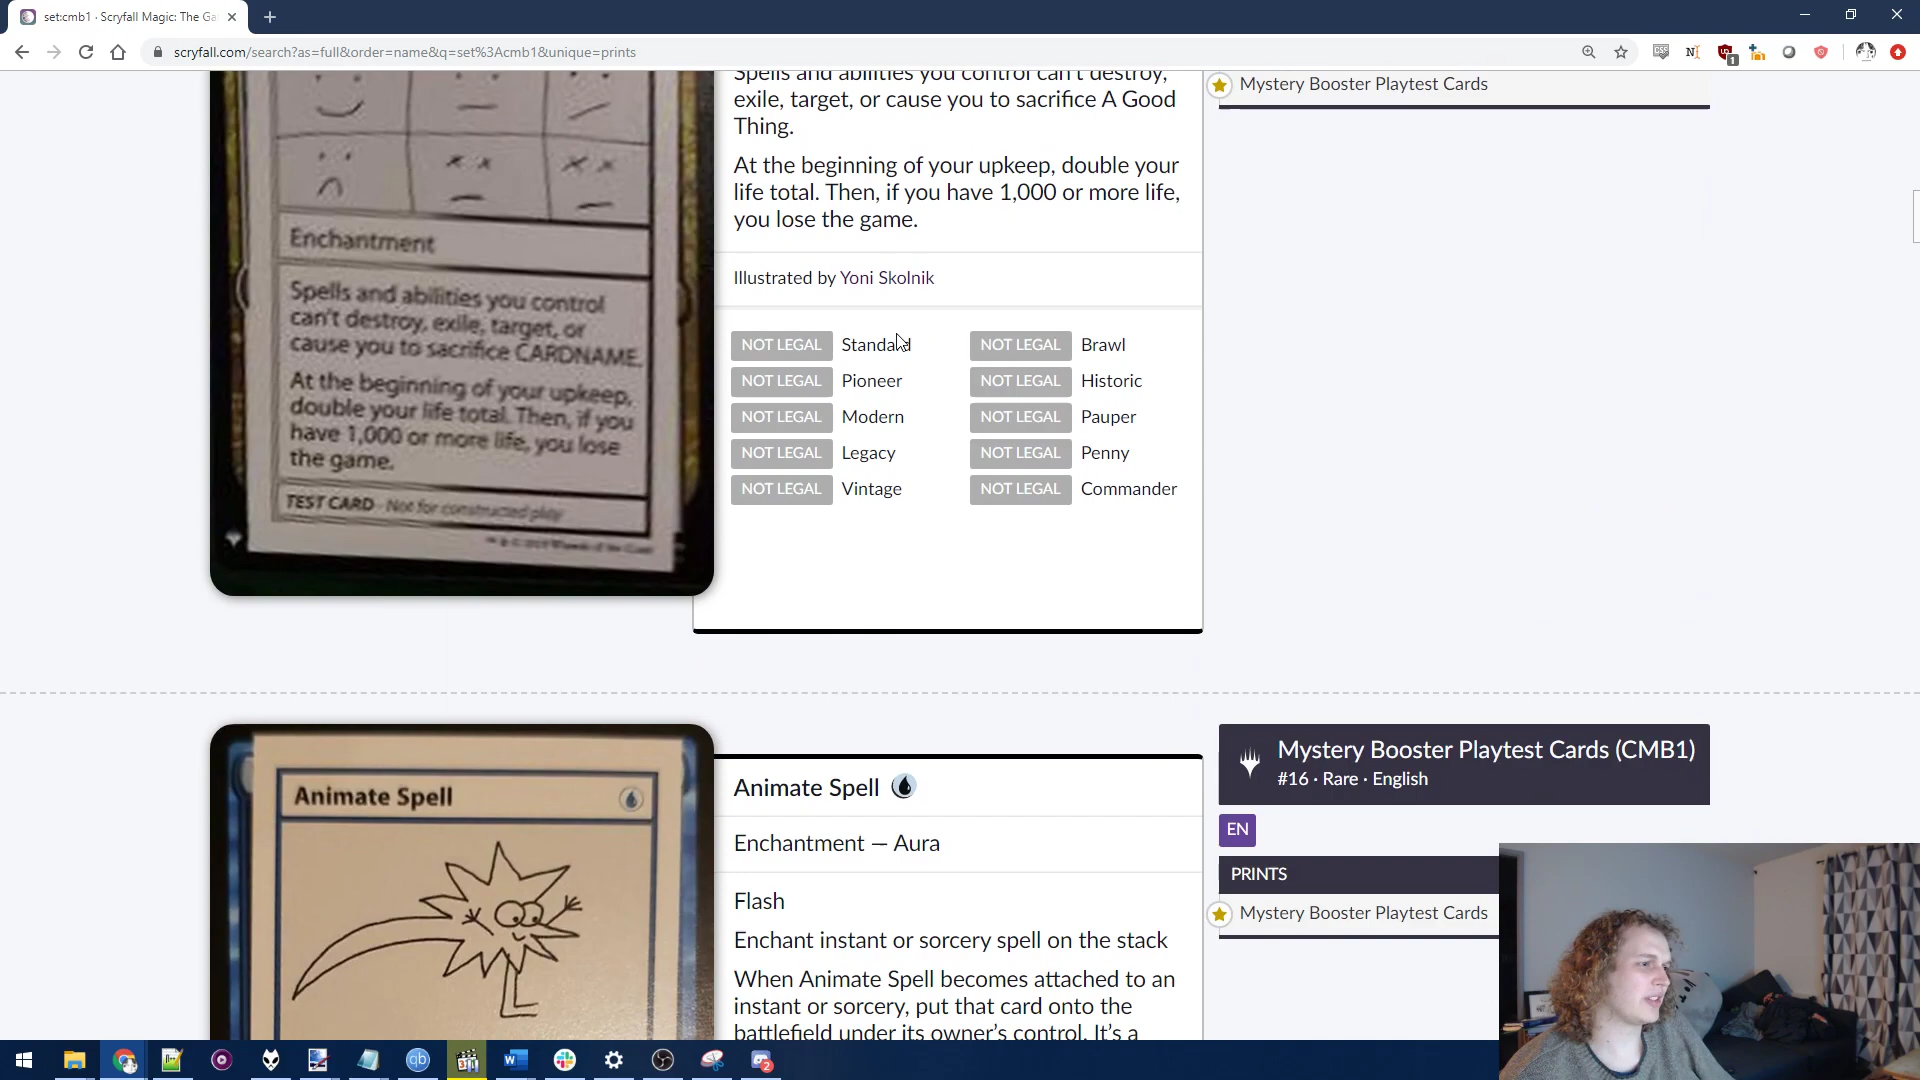 set:cmb1 · Scryfall Magic: The Ga
scryfall.com/search?as=full&order=name&q=set%3Acmb1&unique=prints
Spells and abilities you control can't destroy,
exile, target, or cause you to sacrifice A Good
Thing.
At the beginning of your upkeep, double your
life total. Then, if you have 1,000 or more life,
you lose the game.
Illustrated by Yoni Skolnik
NOT LEGAL Standard NOT LEGAL Brawl
NOT LEGAL Pioneer NOT LEGAL Historic
NOT LEGAL Modern NOT LEGAL Pauper
NOT LEGAL Legacy NOT LEGAL Penny
NOT LEGAL Vintage NOT LEGAL Commander
Mystery Booster Playtest Cards
Enchantment
Spells and abilities you control
can't destroy, exile, target, or
cause you to sacrifice CARDNAME.
At the beginning of your upkeep,
double your life total. Then, if you
have 1,000 or more life, you lose
the game.
TEST CARD - Not for constructed play
Animate Spell
Animate Spell
Enchantment — Aura
Flash
Enchant instant or sorcery spell on the stack
When Animate Spell becomes attached to an
instant or sorcery, put that card onto the
battlefield under its owner's control. It's a
Mystery Booster Playtest Cards (CMB1)
#16 · Rare · English
EN
PRINTS
Mystery Booster Playtest Cards